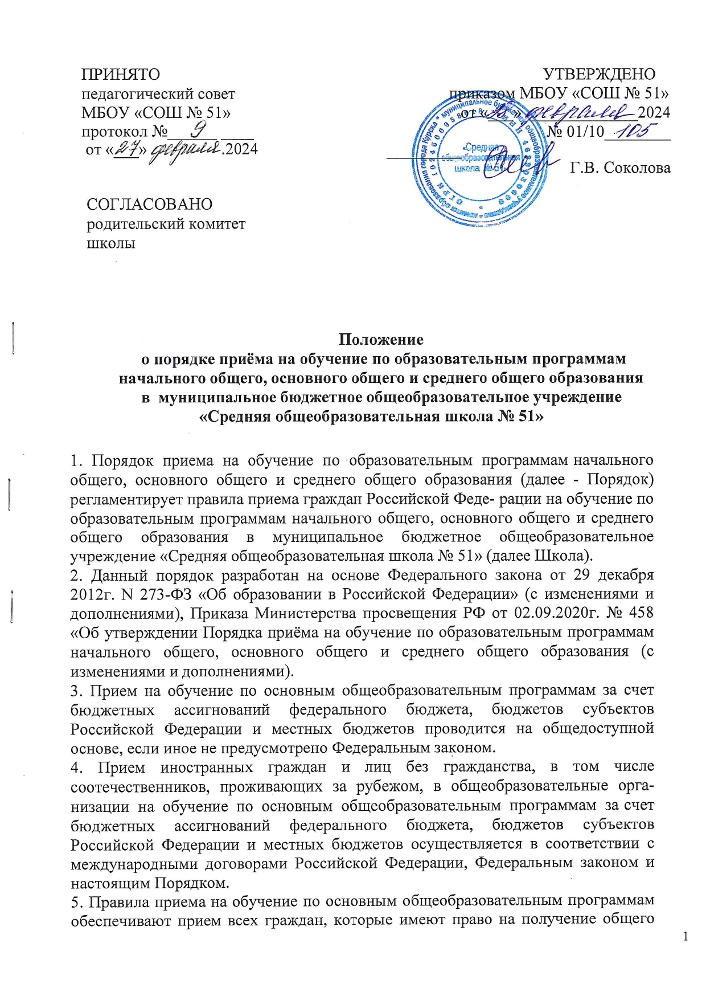 ПРИНЯТО
педагогический совет
МБОУ «СОШ № 51»
протокол № 9
от «27» февраля.2024
УТВЕРЖДЕНО
приказом МБОУ «СОШ № 51»
от « » февраля 2024
№ 01/10 105
Г.В. Соколова
«Средняя
общеобразовательная
школа № 51»
СОГЛАСОВАНО
родительский комитет
школы
Положение
о порядке приёма на обучение по образовательным программам
начального общего, основного общего и среднего общего образования
в муниципальное бюджетное общеобразовательное учреждение
«Средняя общеобразовательная школа № 51»
1. Порядок приема на обучение по образовательным программам начального
общего, основного общего и среднего общего образования (далее - Порядок)
регламентирует правила приема граждан Российской Феде- рации на обучение по
образовательным программам начального общего, основного общего и среднего
общего образования в муниципальное бюджетное общеобразовательное
учреждение «Средняя общеобразовательная школа № 51» (далее Школа).
2. Данный порядок разработан на основе Федерального закона от 29 декабря
2012г. N 273-ФЗ «Об образовании в Российской Федерации» (с изменениями и
дополнениями), Приказа Министерства просвещения РФ от 02.09.2020г. № 458
«Об утверждении Порядка приёма на обучение по образовательным программам
начального общего, основного общего и среднего общего образования (с
изменениями и дополнениями).
3. Прием на обучение по основным общеобразовательным программам за счет
бюджетных ассигнований федерального бюджета, бюджетов субъектов
Российской Федерации и местных бюджетов проводится на общедоступной
основе, если иное не предусмотрено Федеральным законом.
4. Прием иностранных граждан и лиц без гражданства, в том числе
соотечественников, проживающих за рубежом, в общеобразовательные орга-
низации на обучение по основным общеобразовательным программам за счет
бюджетных ассигнований федерального бюджета, бюджетов субъектов
Российской Федерации и местных бюджетов осуществляется в соответствии с
международными договорами Российской Федерации, Федеральным законом и
настоящим Порядком.
5. Правила приема на обучение по основным общеобразовательным программам
обеспечивают прием всех граждан, которые имеют право на получение общего
1